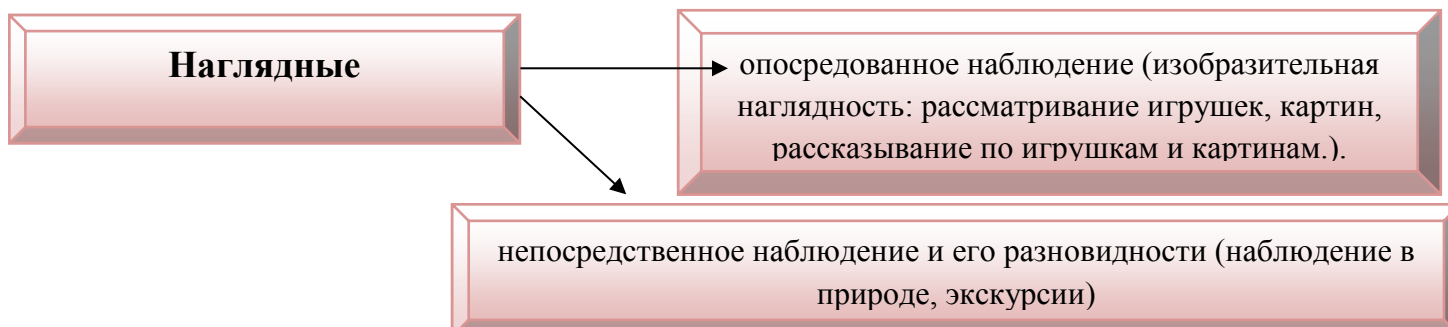 Наглядные
опосредованное наблюдение (изобразительная
наглядность: рассматривание игрушек, картин,
рассказывание по игрушкам и картинам.).
непосредственное наблюдение и его разновидности (наблюдение в
природе, экскурсии)